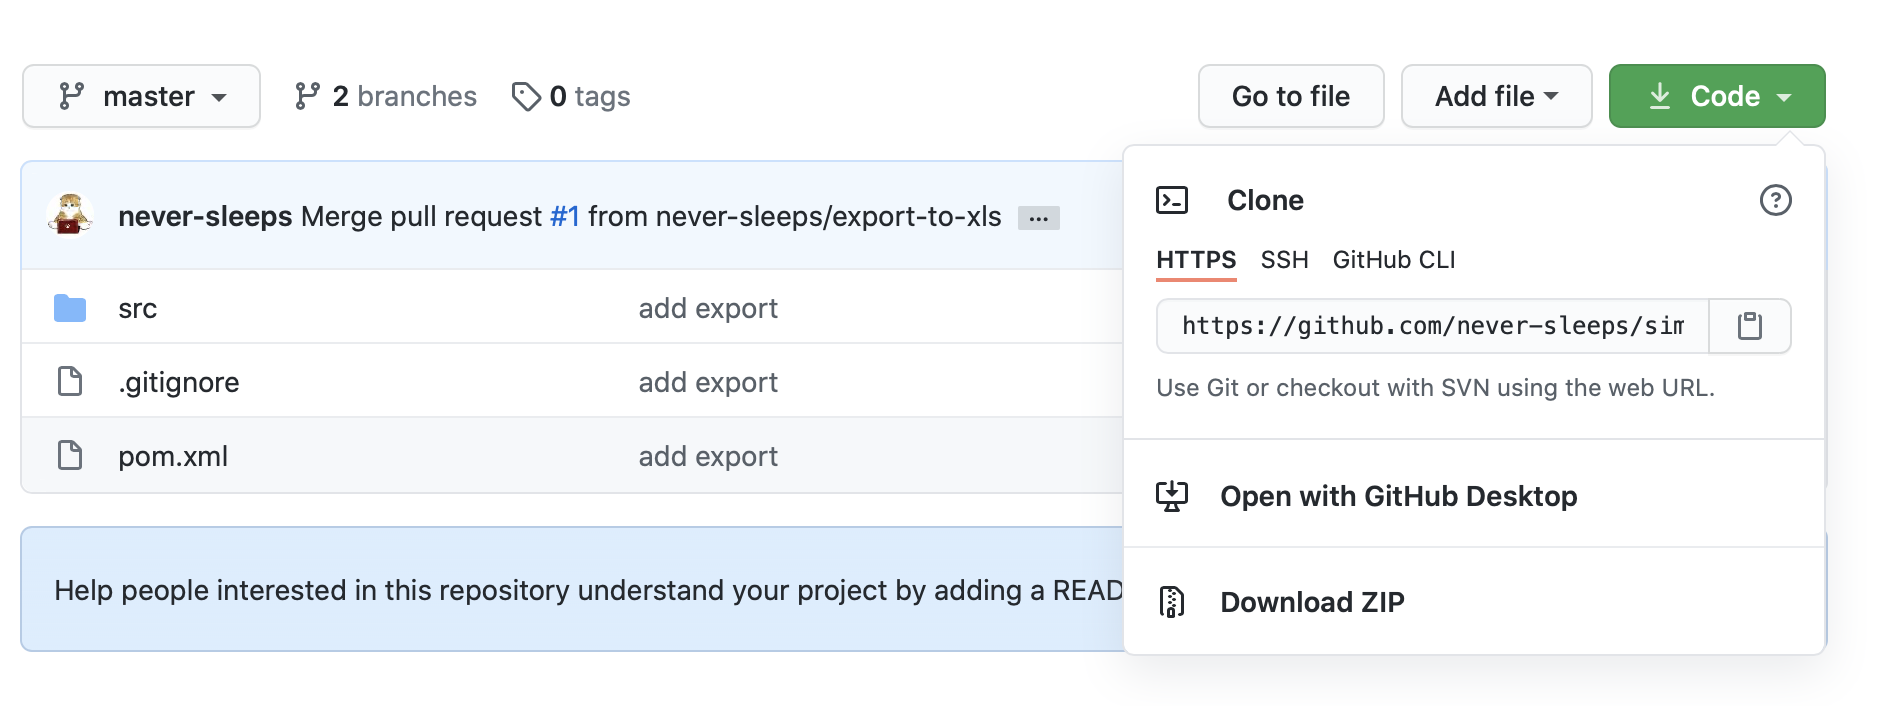 master 2 branches 0 tags Go to file Add file Code
never-sleeps Merge pull request #1 from never-sleeps/export-to-xls ...
src add export
.gitignore add export
pom.xml add export
Help people interested in this repository understand your project by adding a READ
Clone
HTTPS SSH GitHub CLI
https://github.com/never-sleeps/sim
Use Git or checkout with SVN using the web URL.
Open with GitHub Desktop
Download ZIP